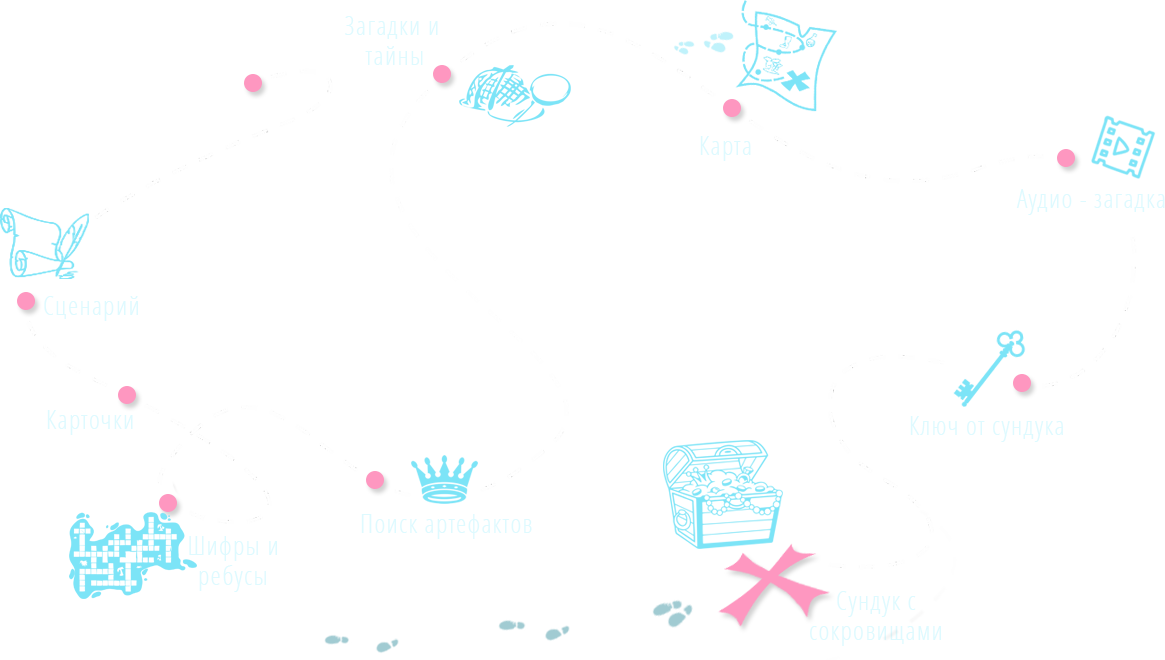 Загадки и
тайны
Карта
Аудио - загадка
Сценарий
Карточки
Ключ от сундука
Поиск артефактов
Шифры и
ребусы
Сундук с
сокровищами